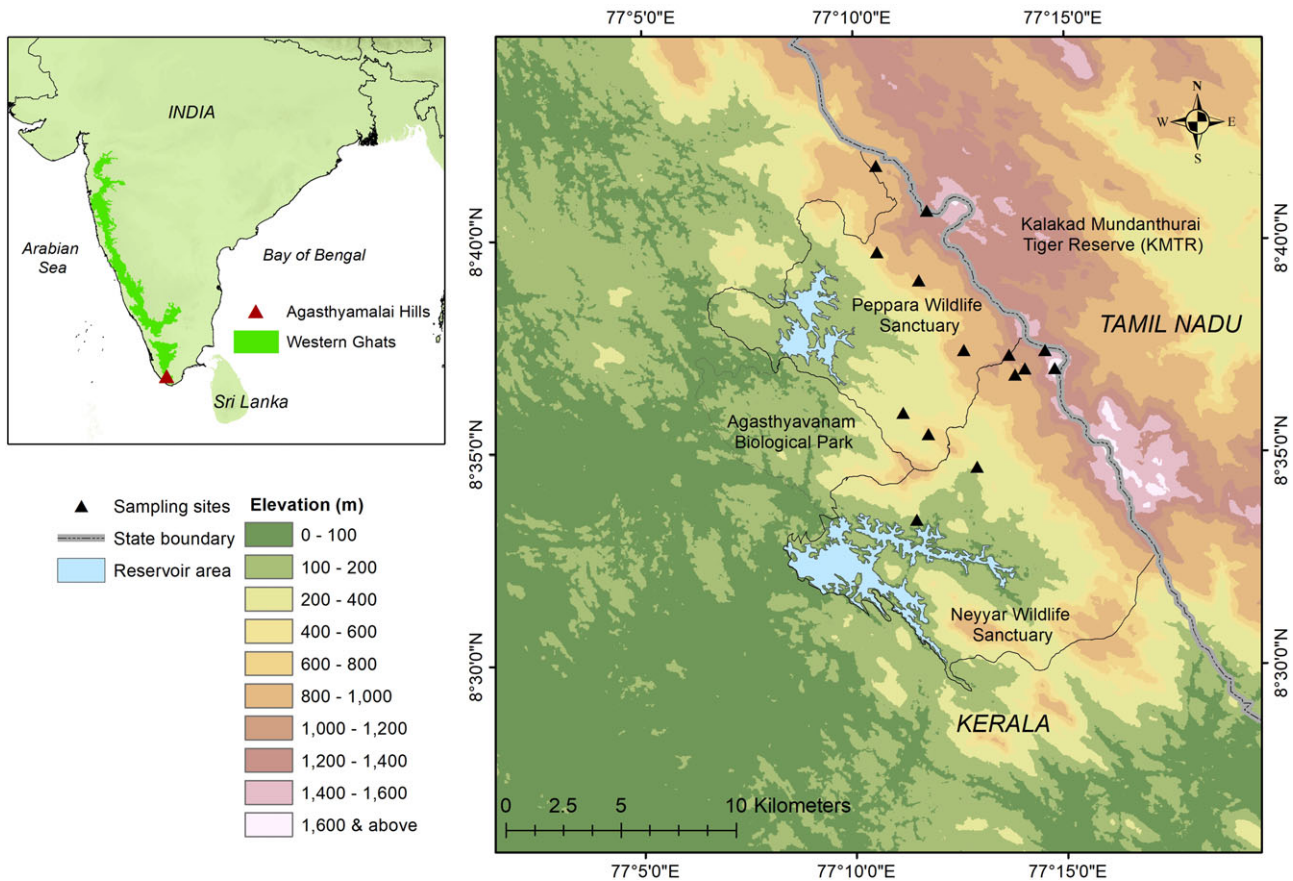 INDIA
Arabian
Sea
Bay of Bengal
Agasthyamalai Hills
Western Ghats
Sri Lanka
Sampling sites
State boundary
Reservoir area
Elevation (m)
0 - 100
100 - 200
200 - 400
400 - 600
600 - 800
800 - 1,000
1,000 - 1,200
1,200 - 1,400
1,400 - 1,600
1,600 & above
77°5'0"E
77°10'0"E
77°15'0"E
8°40'0"N
8°35'0"N
8°30'0"N
N
W
E
S
Kalakad Mundanthurai
Tiger Reserve (KMTR)
Peppara Wildlife
Sanctuary
TAMIL NADU
Agasthyavanam
Biological Park
Neyyar Wildlife
Sanctuary
KERALA
0 2.5 5 10 Kilometers
8°40'0"N
8°35'0"N
8°30'0"N
77°5'0"E
77°10'0"E
77°15'0"E